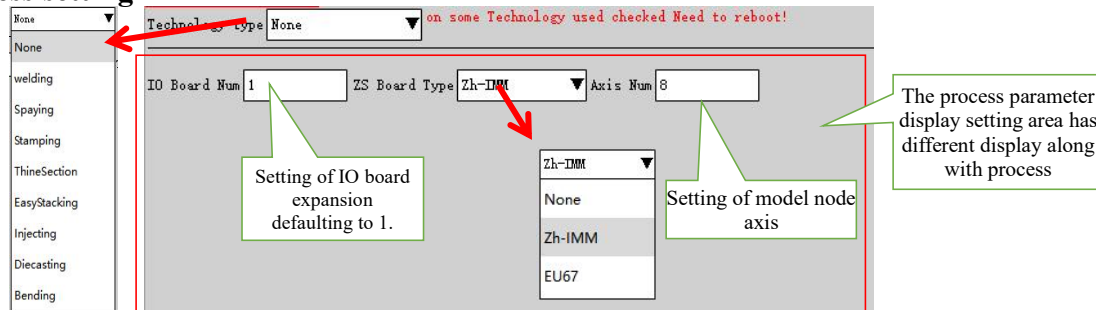 None
None
welding
Spaying
Stamping
ThineSection
EasyStacking
Injecting
Diecasting
Bending
Technology type None on some Technology used checked Need to reboot!
IO Board Num 1 ZS Board Type Zh-IMM Axis Num 8
Setting of IO board
expansion
defaulting to 1.
Zh-IMM
None
Zh-IMM
EU67
Setting of model node
axis
The process parameter
display setting area has
different display along
with process